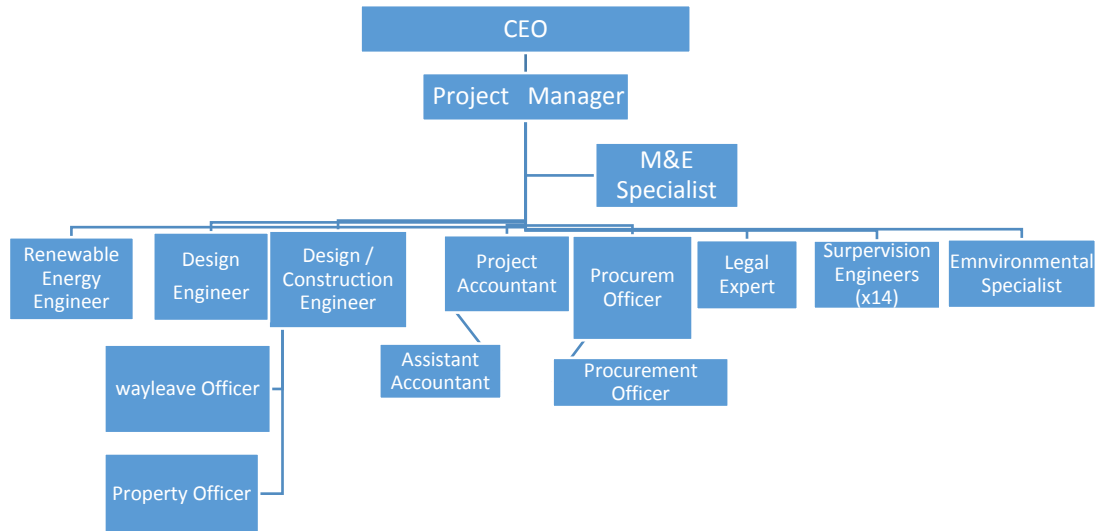 CEO
Project Manager
M&E
Specialist
Renewable
Energy
Engineer
Design
Engineer
Design /
Construction
Engineer
Project
Accountant
Procurem
Officer
Legal
Expert
Surpervision
Engineers
(x14)
Emnvironmental
Specialist
Assistant
Accountant
Procurement
Officer
wayleave Officer
Property Officer